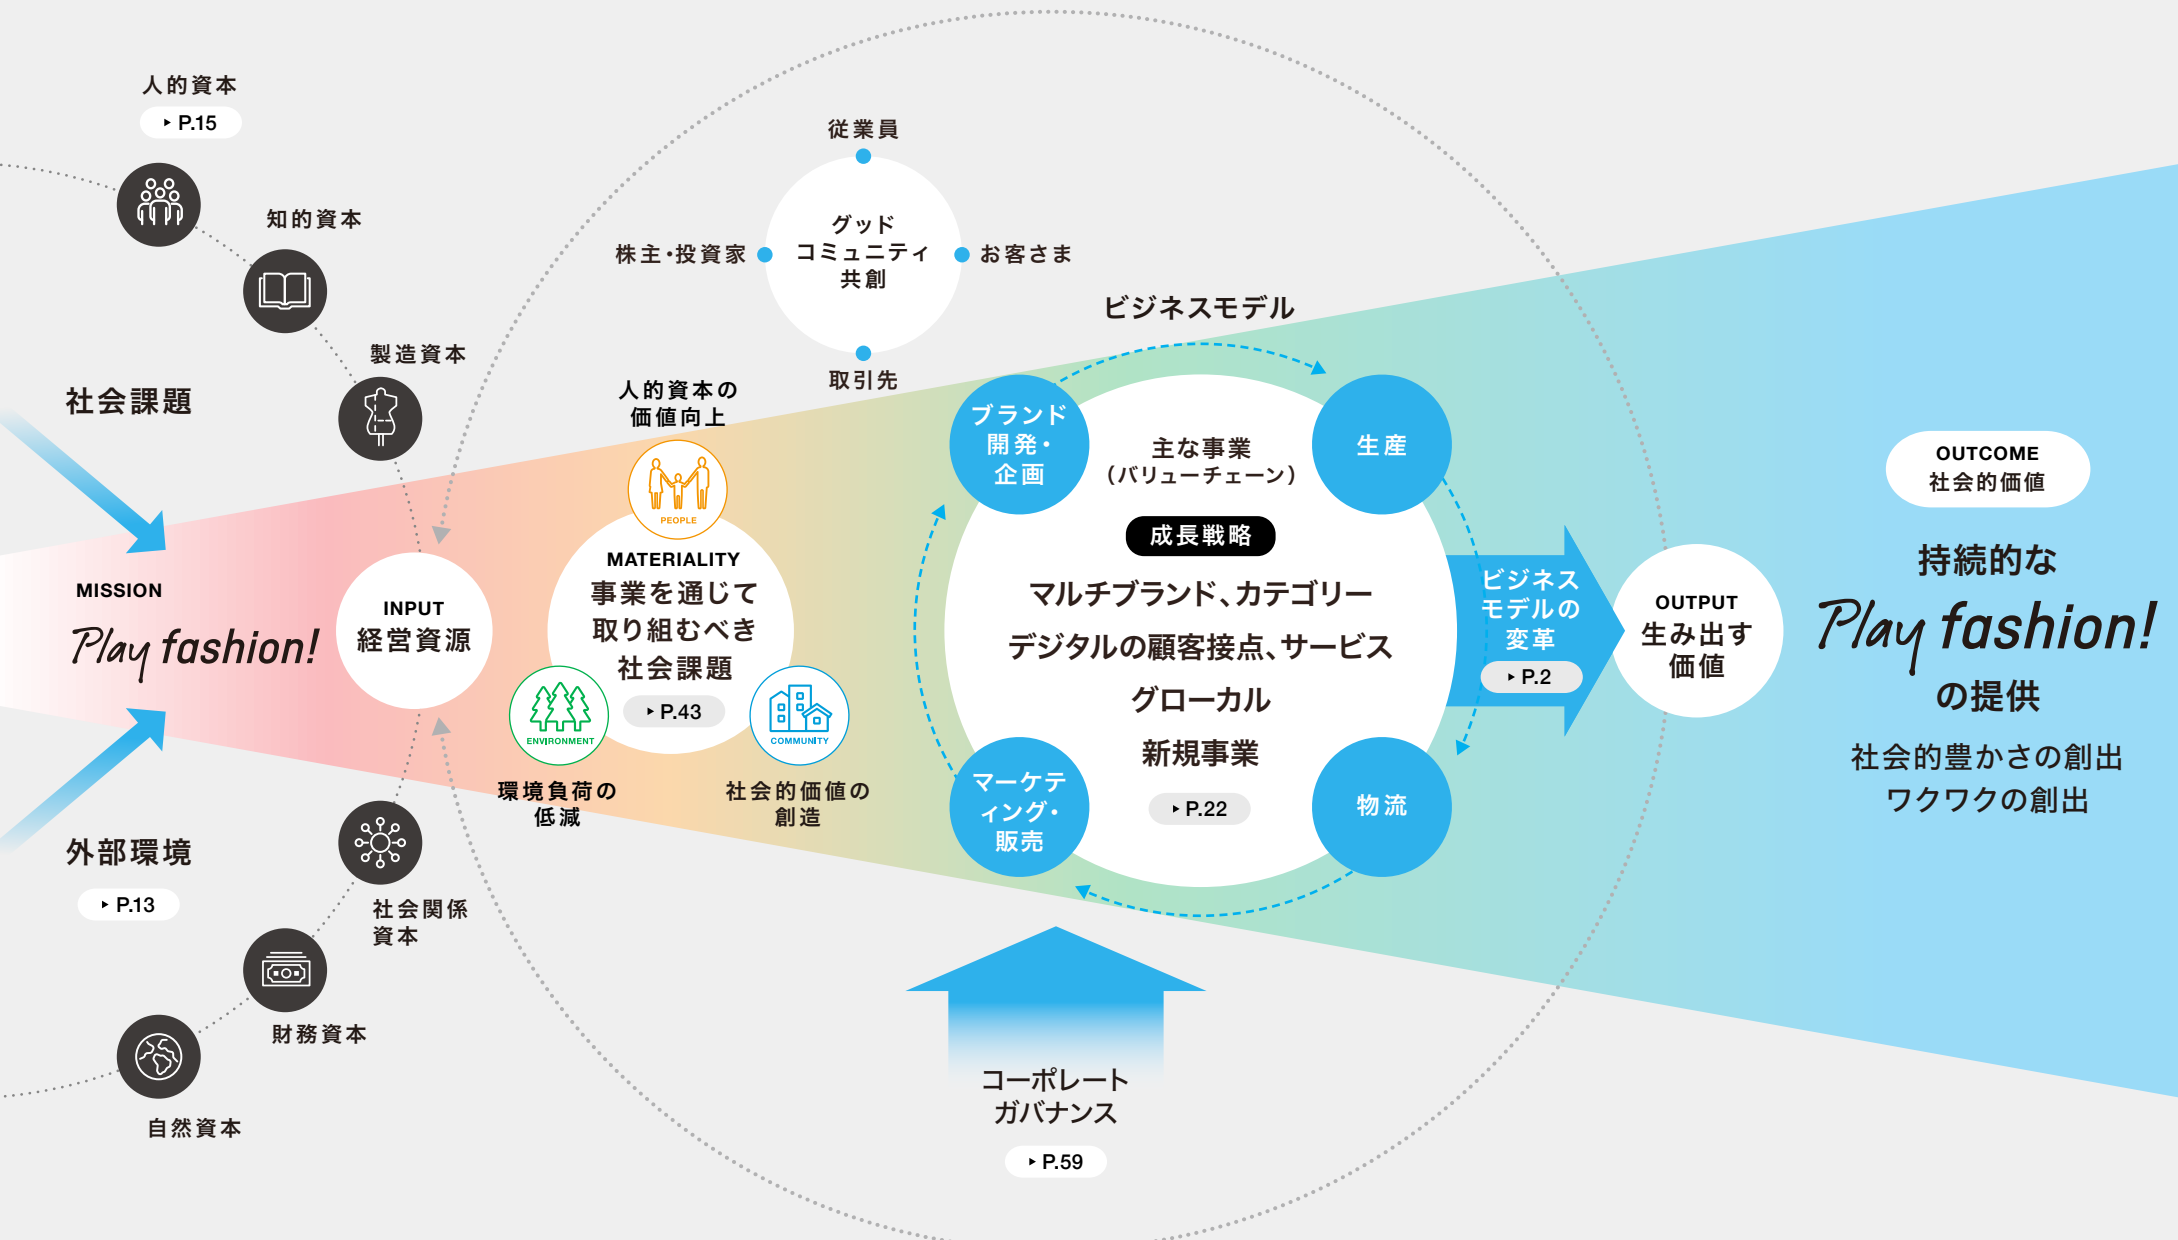 人的資本
▸ P.15
知的資本
製造資本
社会課題
MISSION
Play fashion!
外部環境
▸ P.13
社会関係
資本
財務資本
自然資本
INPUT
経営資源
従業員
株主・投資家
グッド
コミュニティ
共創
お客さま
取引先
人的資本の
価値向上
PEOPLE
MATERIALITY
事業を通じて
取り組むべき
社会課題
▸ P.43
ENVIRONMENT
環境負荷の
低減
COMMUNITY
社会的価値の
創造
ビジネスモデル
ブランド
開発・
企画
生産
主な事業
（バリューチェーン）
成長戦略
マルチブランド、カテゴリー
デジタルの顧客接点、サービス
グローカル
新規事業
▸ P.22
マーケテ
ィング・
販売
物流
コーポレート
ガバナンス
▸ P.59
ビジネス
モデルの
変革
▸ P.2
OUTPUT
生み出す
価値
OUTCOME
社会的価値
持続的な
Play fashion!
の提供
社会的豊かさの創出
ワクワクの創出